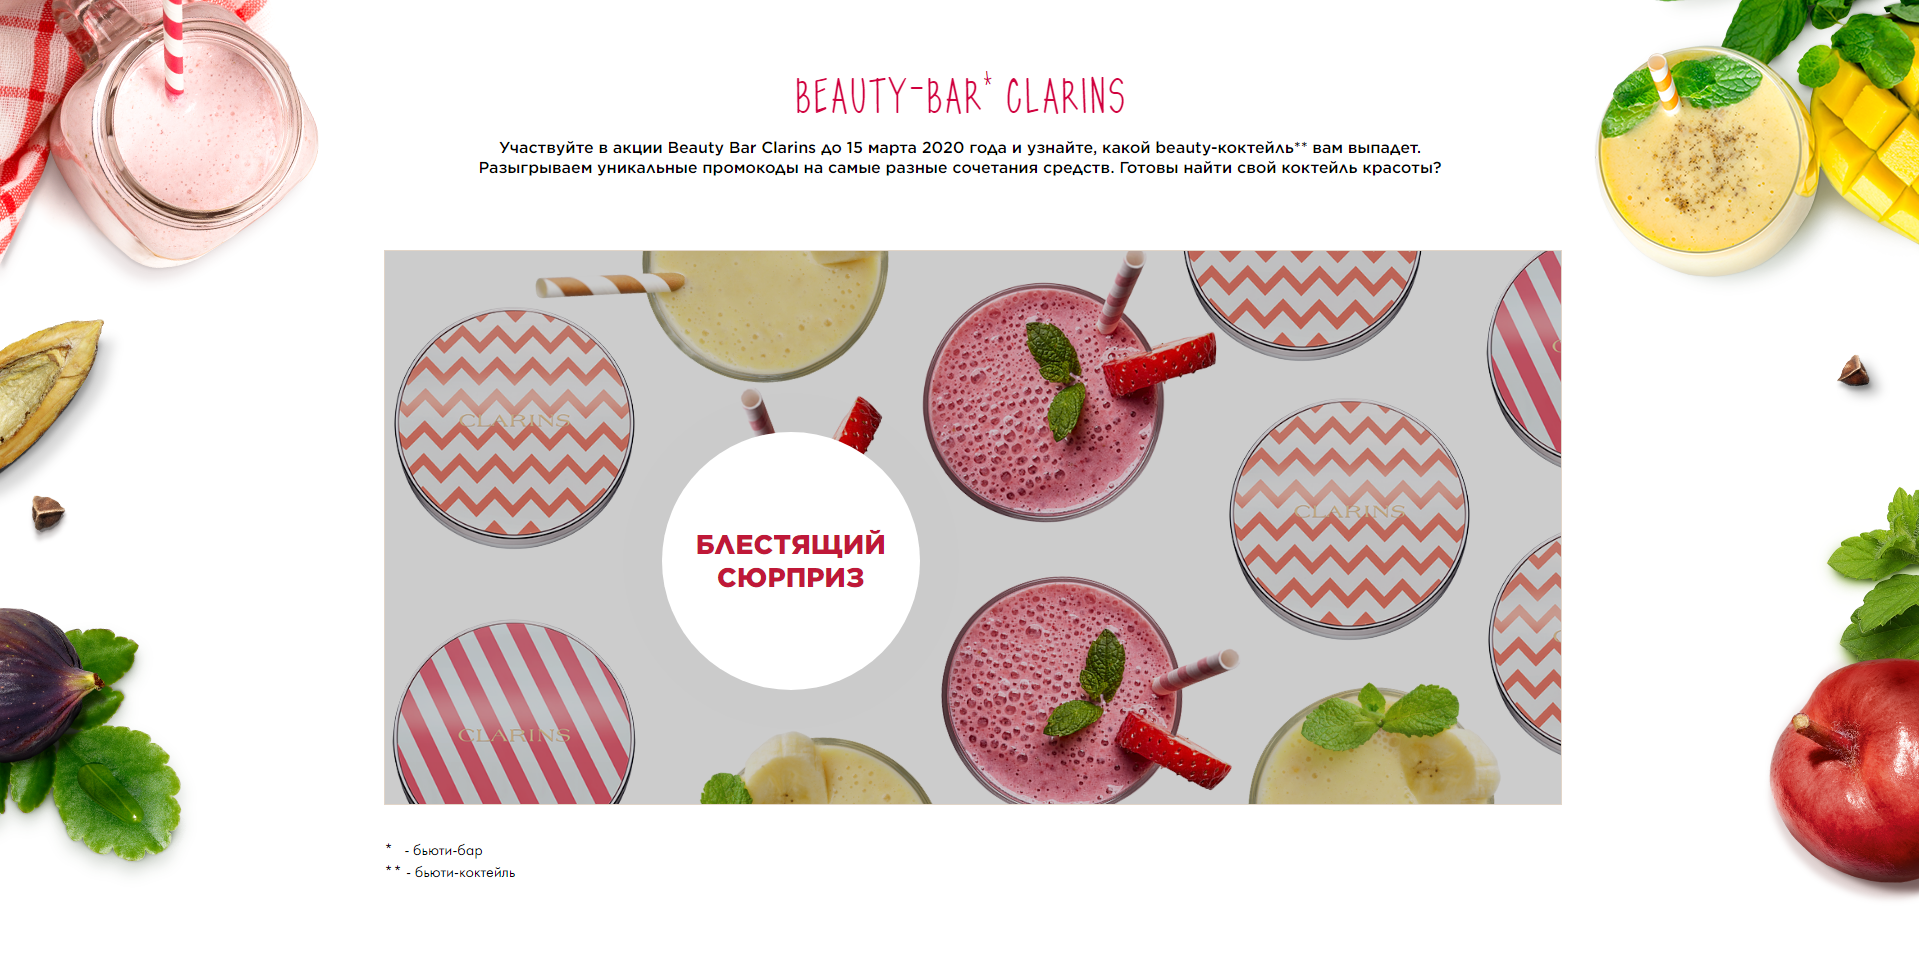 BEAUTY-BAR* CLARINS
Участвуйте в акции Beauty Bar Clarins до 15 марта 2020 года и узнайте, какой beauty-коктейль** вам выпадет.
Разыгрываем уникальные промокоды на самые разные сочетания средств. Готовы найти свой коктейль красоты?
CLARINS
CLARINS
БЛЕСТЯЩИЙ
СЮРПРИЗ
CLARINS
* - бьюти-бар
** - бьюти-коктейль